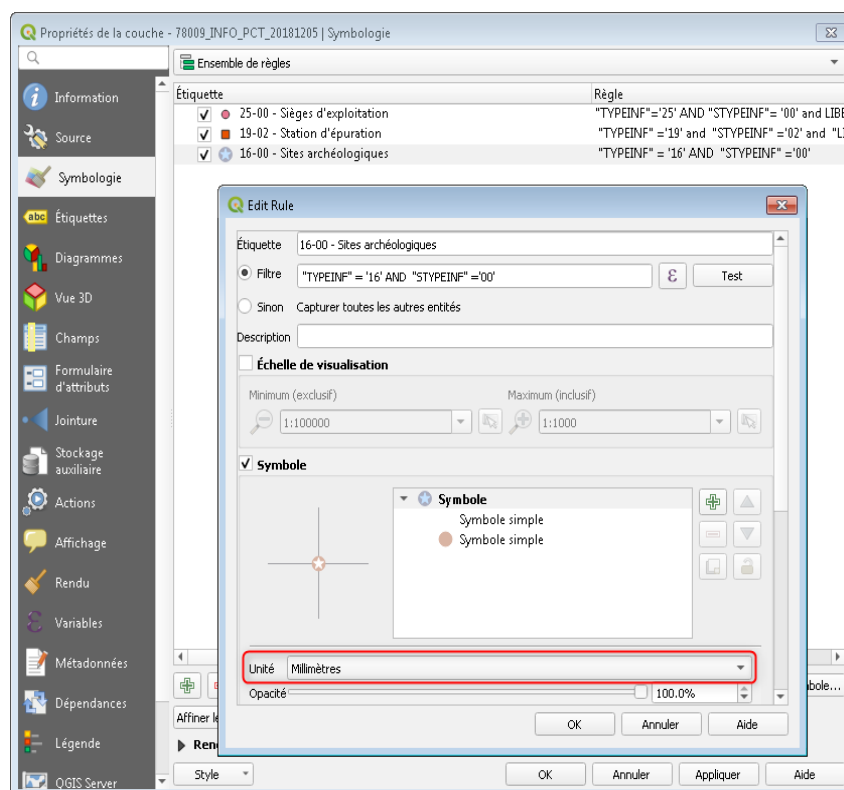 Propriétés de la couche - 78009_INFO_PCT_20181205 | Symbologie
Ensemble de règles
Information
Source
Symbologie
abc Étiquettes
Diagrammes
Vue 3D
Champs
Formulaire
d'attributs
Jointure
Stockage
auxiliaire
Actions
Affichage
Rendu
Variables
Métadonnées
Dépendances
Légende
QGIS Server
Étiquette Règle
25-00 - Sièges d'exploitation "TYPEINF"='25' AND "STYPEINF"= '00' and LIBE
19-02 - Station d'épuration "TYPEINF" ='19' and "STYPEINF" ='02' and "LI
16-00 - Sites archéologiques "TYPEINF" = '16' AND "STYPEINF" ='00'
Edit Rule
Étiquette 16-00 - Sites archéologiques
Filtre "TYPEINF" = '16' AND "STYPEINF" ='00' ε Test
Sinon Capturer toutes les autres entités
Description
Échelle de visualisation
Minimum (exclusif) Maximum (inclusif)
1:100000 1:1000
Symbole
Symbole
Symbole simple
Symbole simple
Unité Millimètres
Opacité 100.0%
OK Annuler Aide
bole...
Affiner le
Ren
Style OK Annuler Appliquer Aide